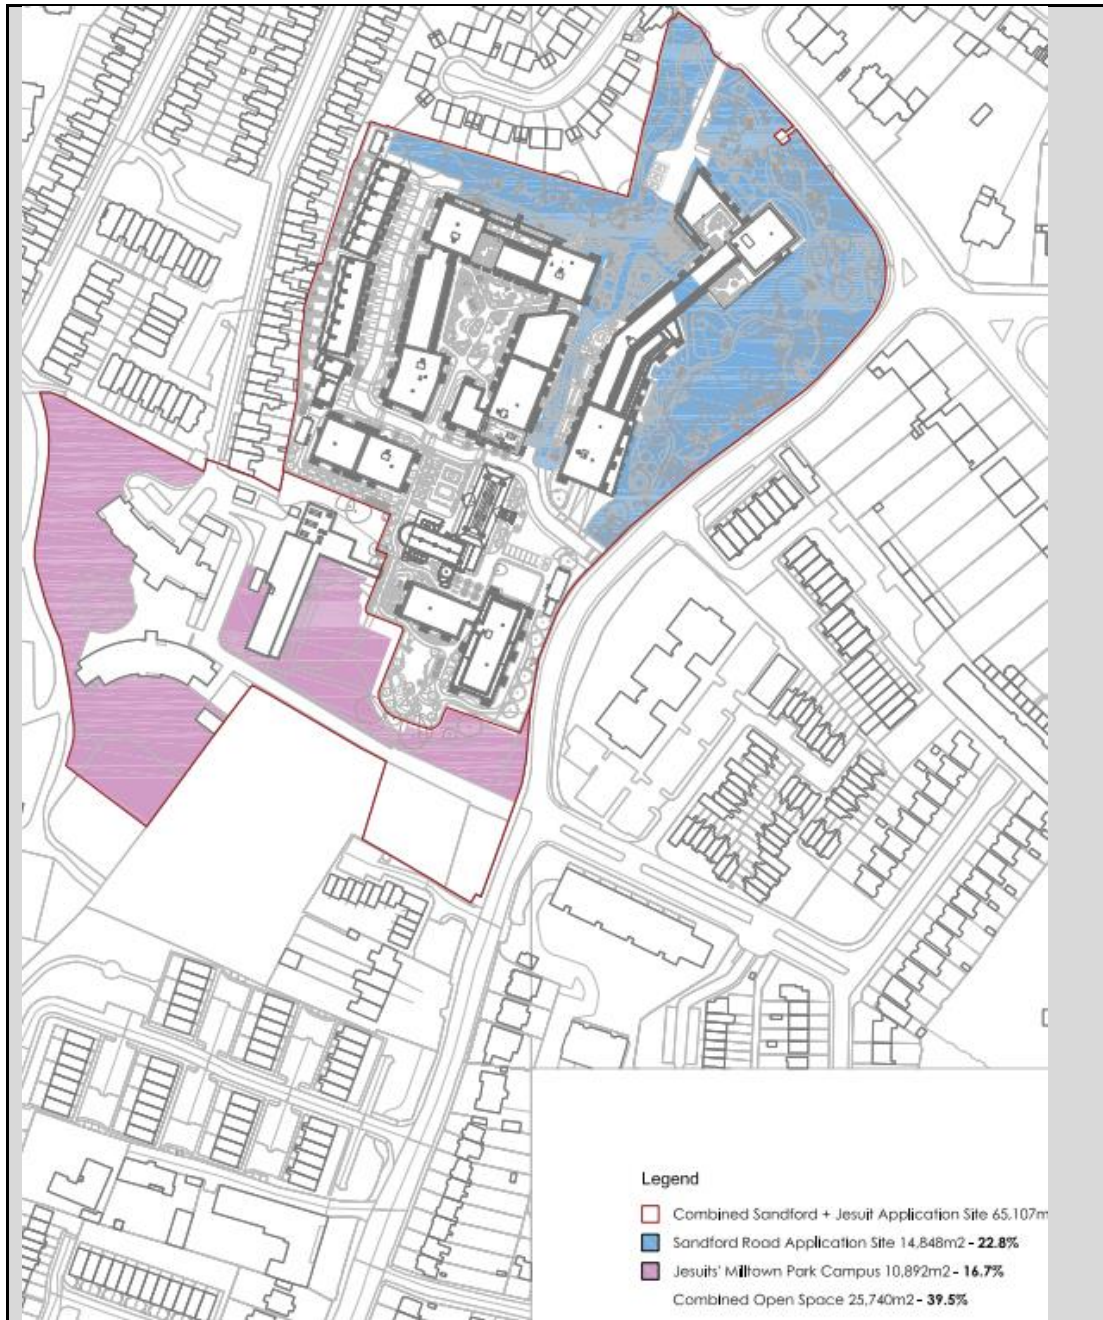 Legend
Combined Sandford + Jesuit Application Site 65,107m
Sandford Road Application Site 14,848m2 - 22.8%
Jesuits' Milltown Park Campus 10,892m2 - 16.7%
Combined Open Space 25,740m2 - 39.5%